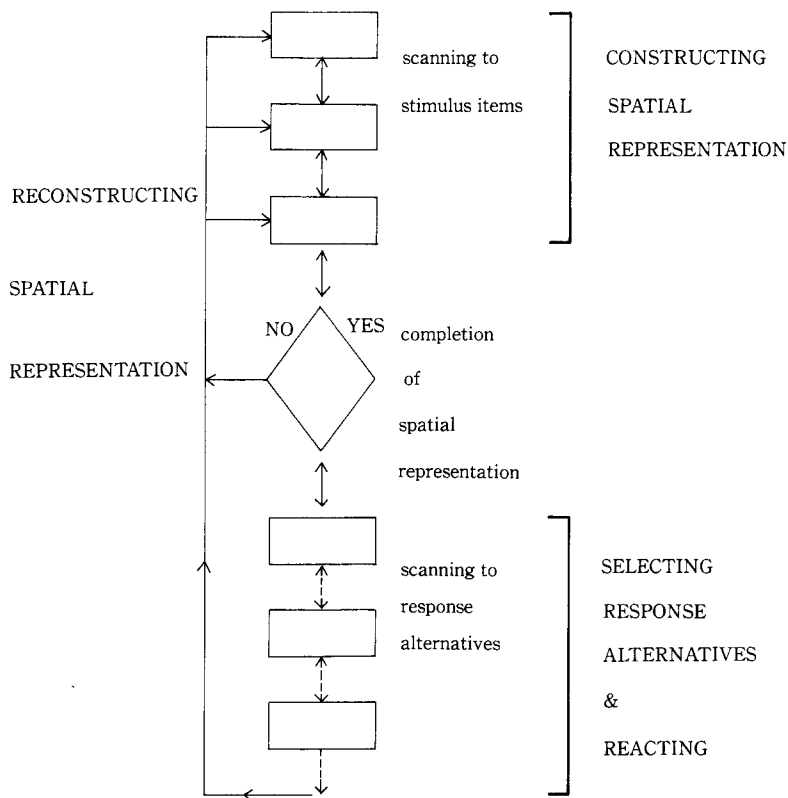 scanning to
stimulus items
CONSTRUCTING
SPATIAL
REPRESENTATION
RECONSTRUCTING
SPATIAL
REPRESENTATION
NO
YES
completion
of
spatial
representation
scanning to
response
alternatives
SELECTING
RESPONSE
ALTERNATIVES
&
REACTING